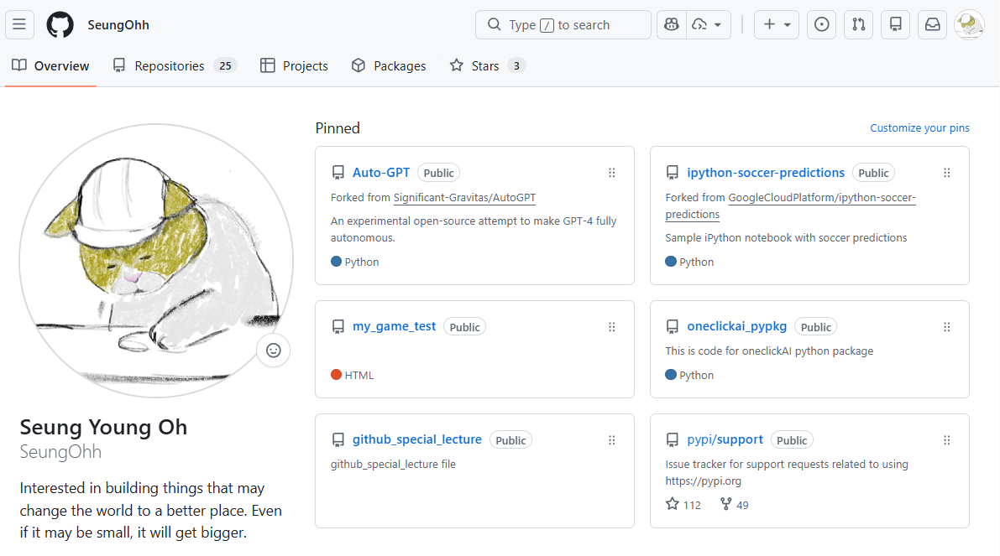 SeungOhh
Type / to search
Overview
Repositories 25
Projects
Packages
Stars 3
Pinned
Customize your pins
Auto-GPT Public
Forked from Significant-Gravitas/AutoGPT
An experimental open-source attempt to make GPT-4 fully
autonomous.
Python
ipython-soccer-predictions Public
Forked from GoogleCloudPlatform/ipython-soccer-
predictions
Sample iPython notebook with soccer predictions
Python
my_game_test Public
HTML
oneclickai_pypkg Public
This is code for oneclickAI python package
Python
github_special_lecture Public
github_special_lecture file
pypi/support Public
Issue tracker for support requests related to using
https://pypi.org
112 49
Seung Young Oh
SeungOhh
Interested in building things that may
change the world to a better place. Even
if it may be small, it will get bigger.